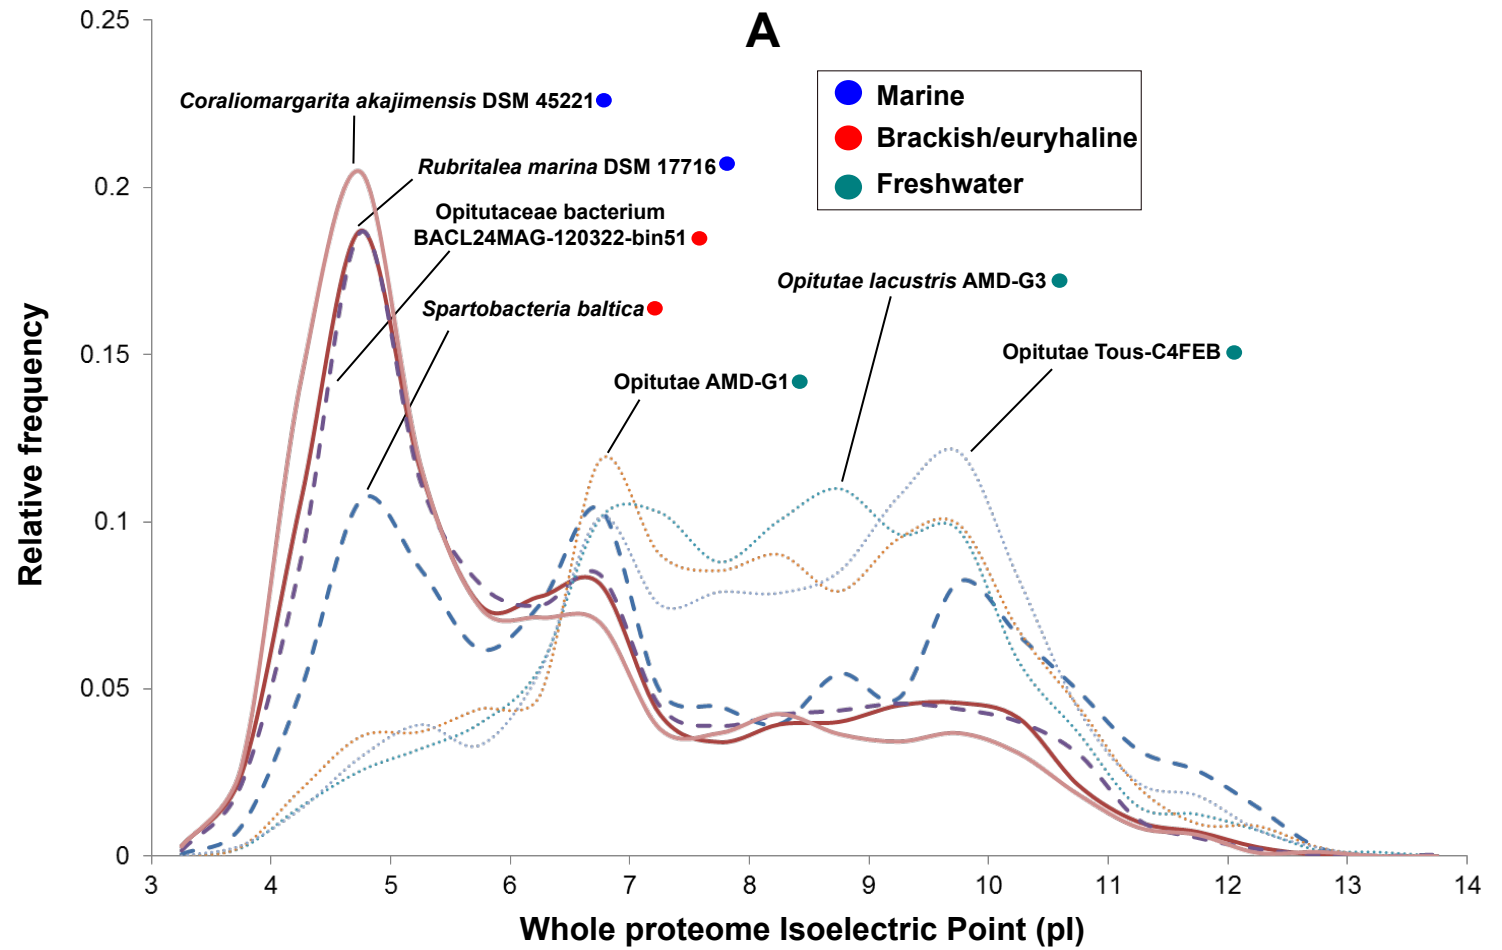 A
0.25
0.2
0.15
0.1
0.05
0
Relative frequency
Coraliomargarita akajimensis DSM 45221
Rubritalea marina DSM 17716
Opitutaceae bacterium
BACL24MAG-120322-bin51
Spartobacteria baltica
Opitutae AMD-G1
Opitutae lacustris AMD-G3
Opitutae Tous-C4FEB
Marine
Brackish/euryhaline
Freshwater
3 4 5 6 7 8 9 10 11 12 13 14
Whole proteome Isoelectric Point (pI)